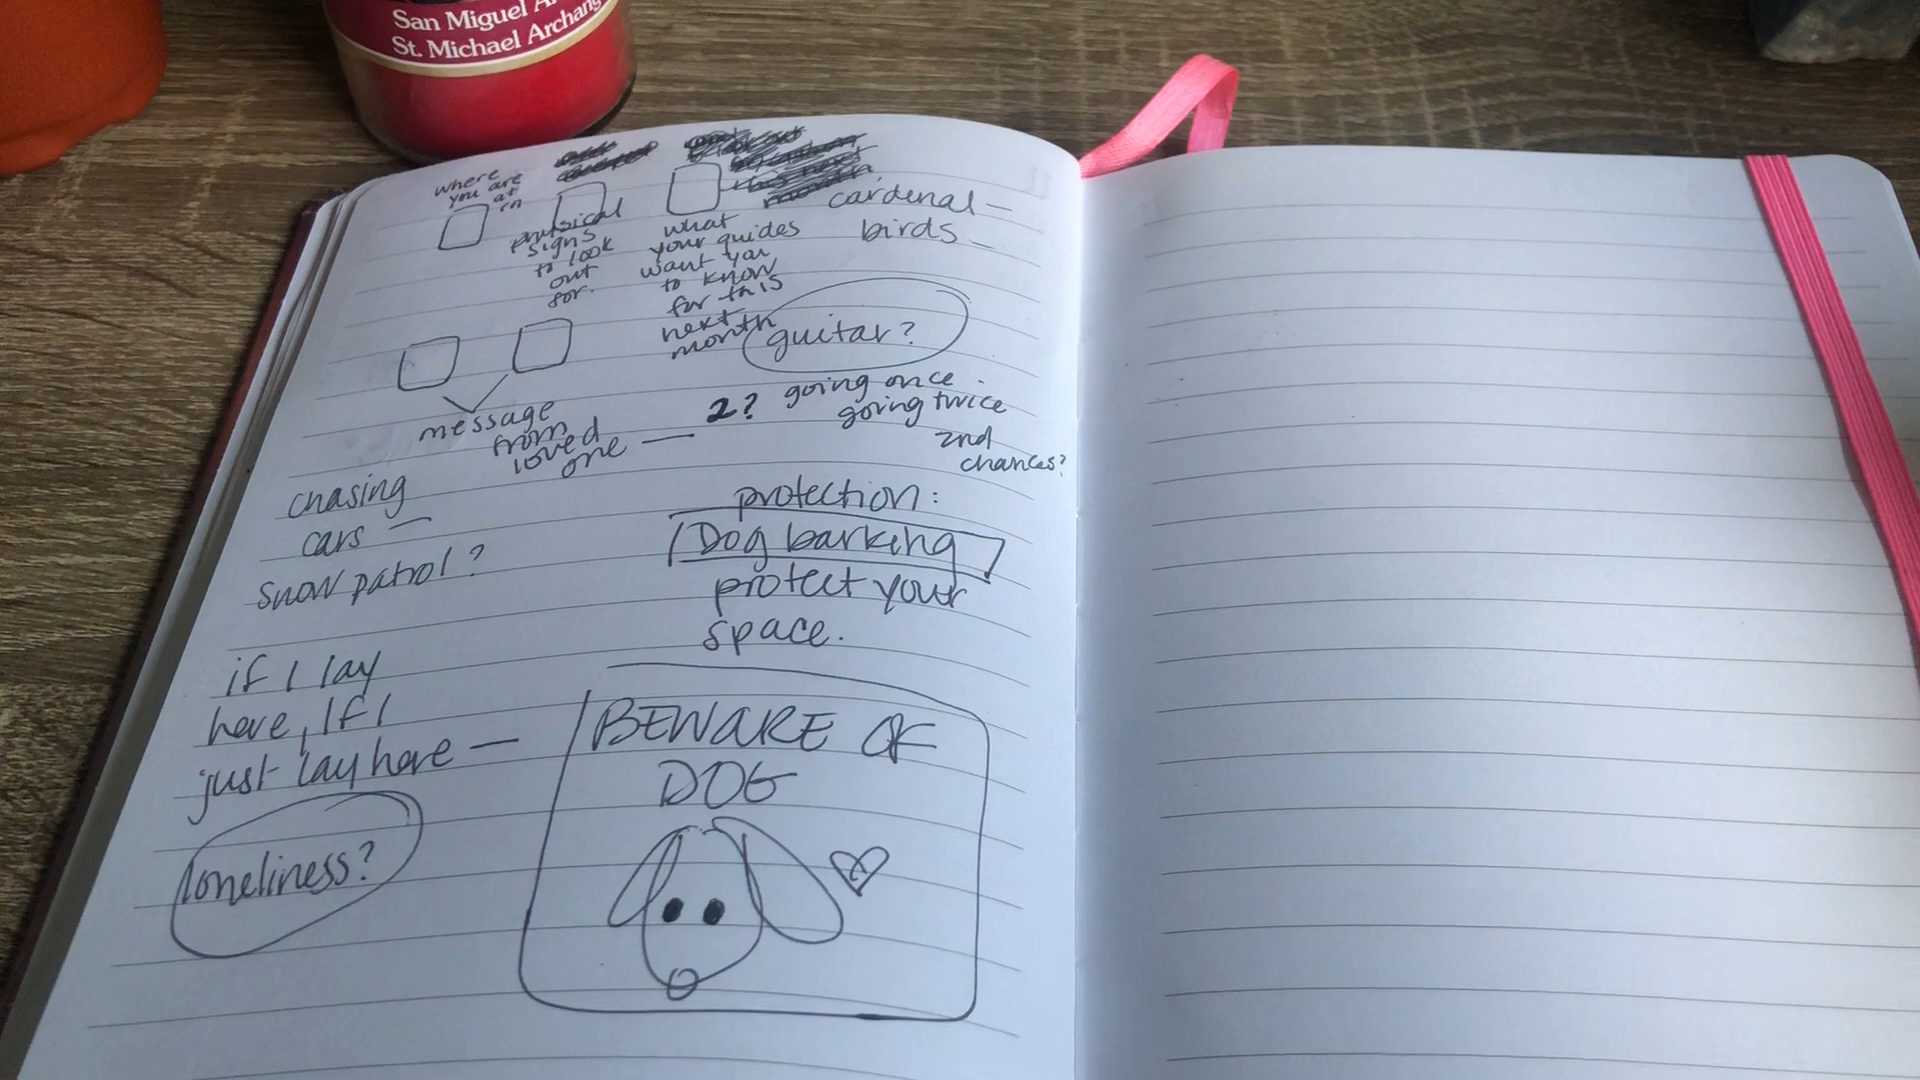 San Miguel A
St. Michael Archang
where
you are
at
rn
physical
signs
to look
out
for.
what
your guides
want you
to know
for this
next
month
cardenal –
birds –
guitar?
message
from
loved
one —
2?
going once
going twice
2nd
chances?
chasing
cars –
snow patrol?
if I lay
here, If I
just lay here –
loneliness?
protection:
Dog barking
protect your
space.
BEWARE OF
DOG